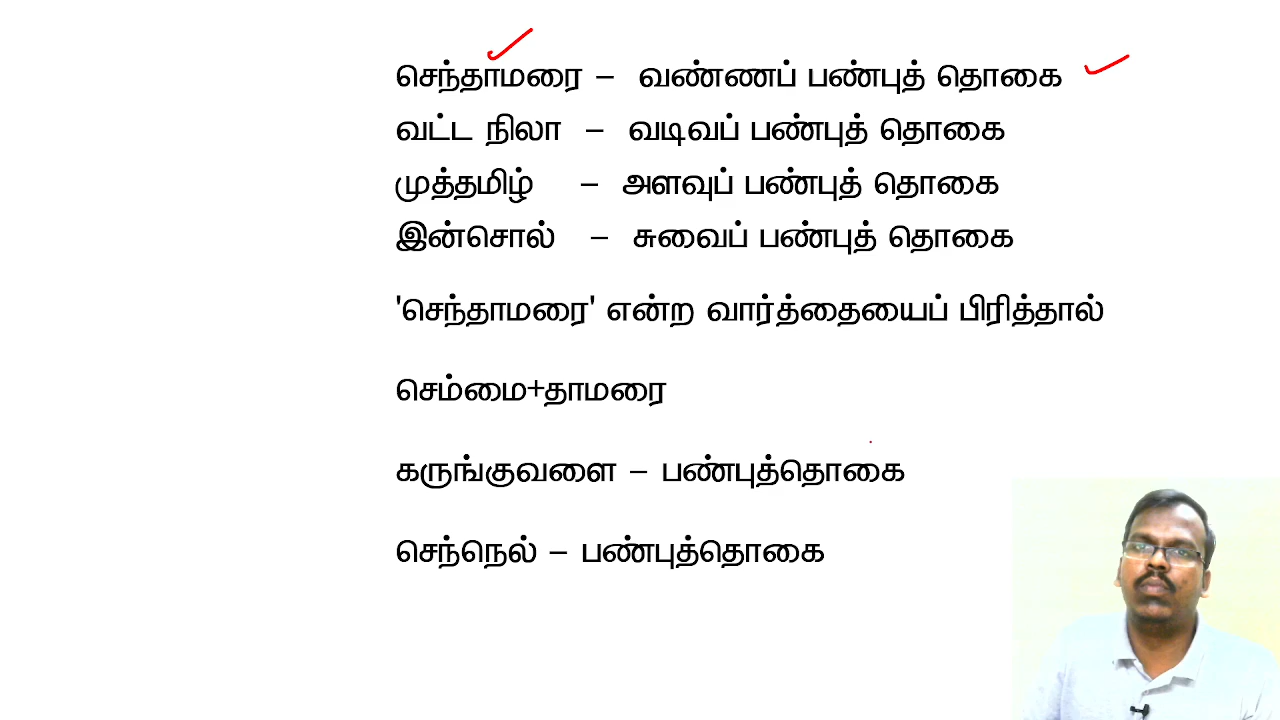 செந்தாமரை – வண்ணப் பண்புத் தொகை
வட்ட நிலா – வடிவப் பண்புத் தொகை
முத்தமிழ் – அளவுப் பண்புத் தொகை
இன்சொல் – சுவைப் பண்புத் தொகை
'செந்தாமரை' என்ற வார்த்தையைப் பிரித்தால்
செம்மை+தாமரை
கருங்குவளை – பண்புத்தொகை
செந்நெல் – பண்புத்தொகை